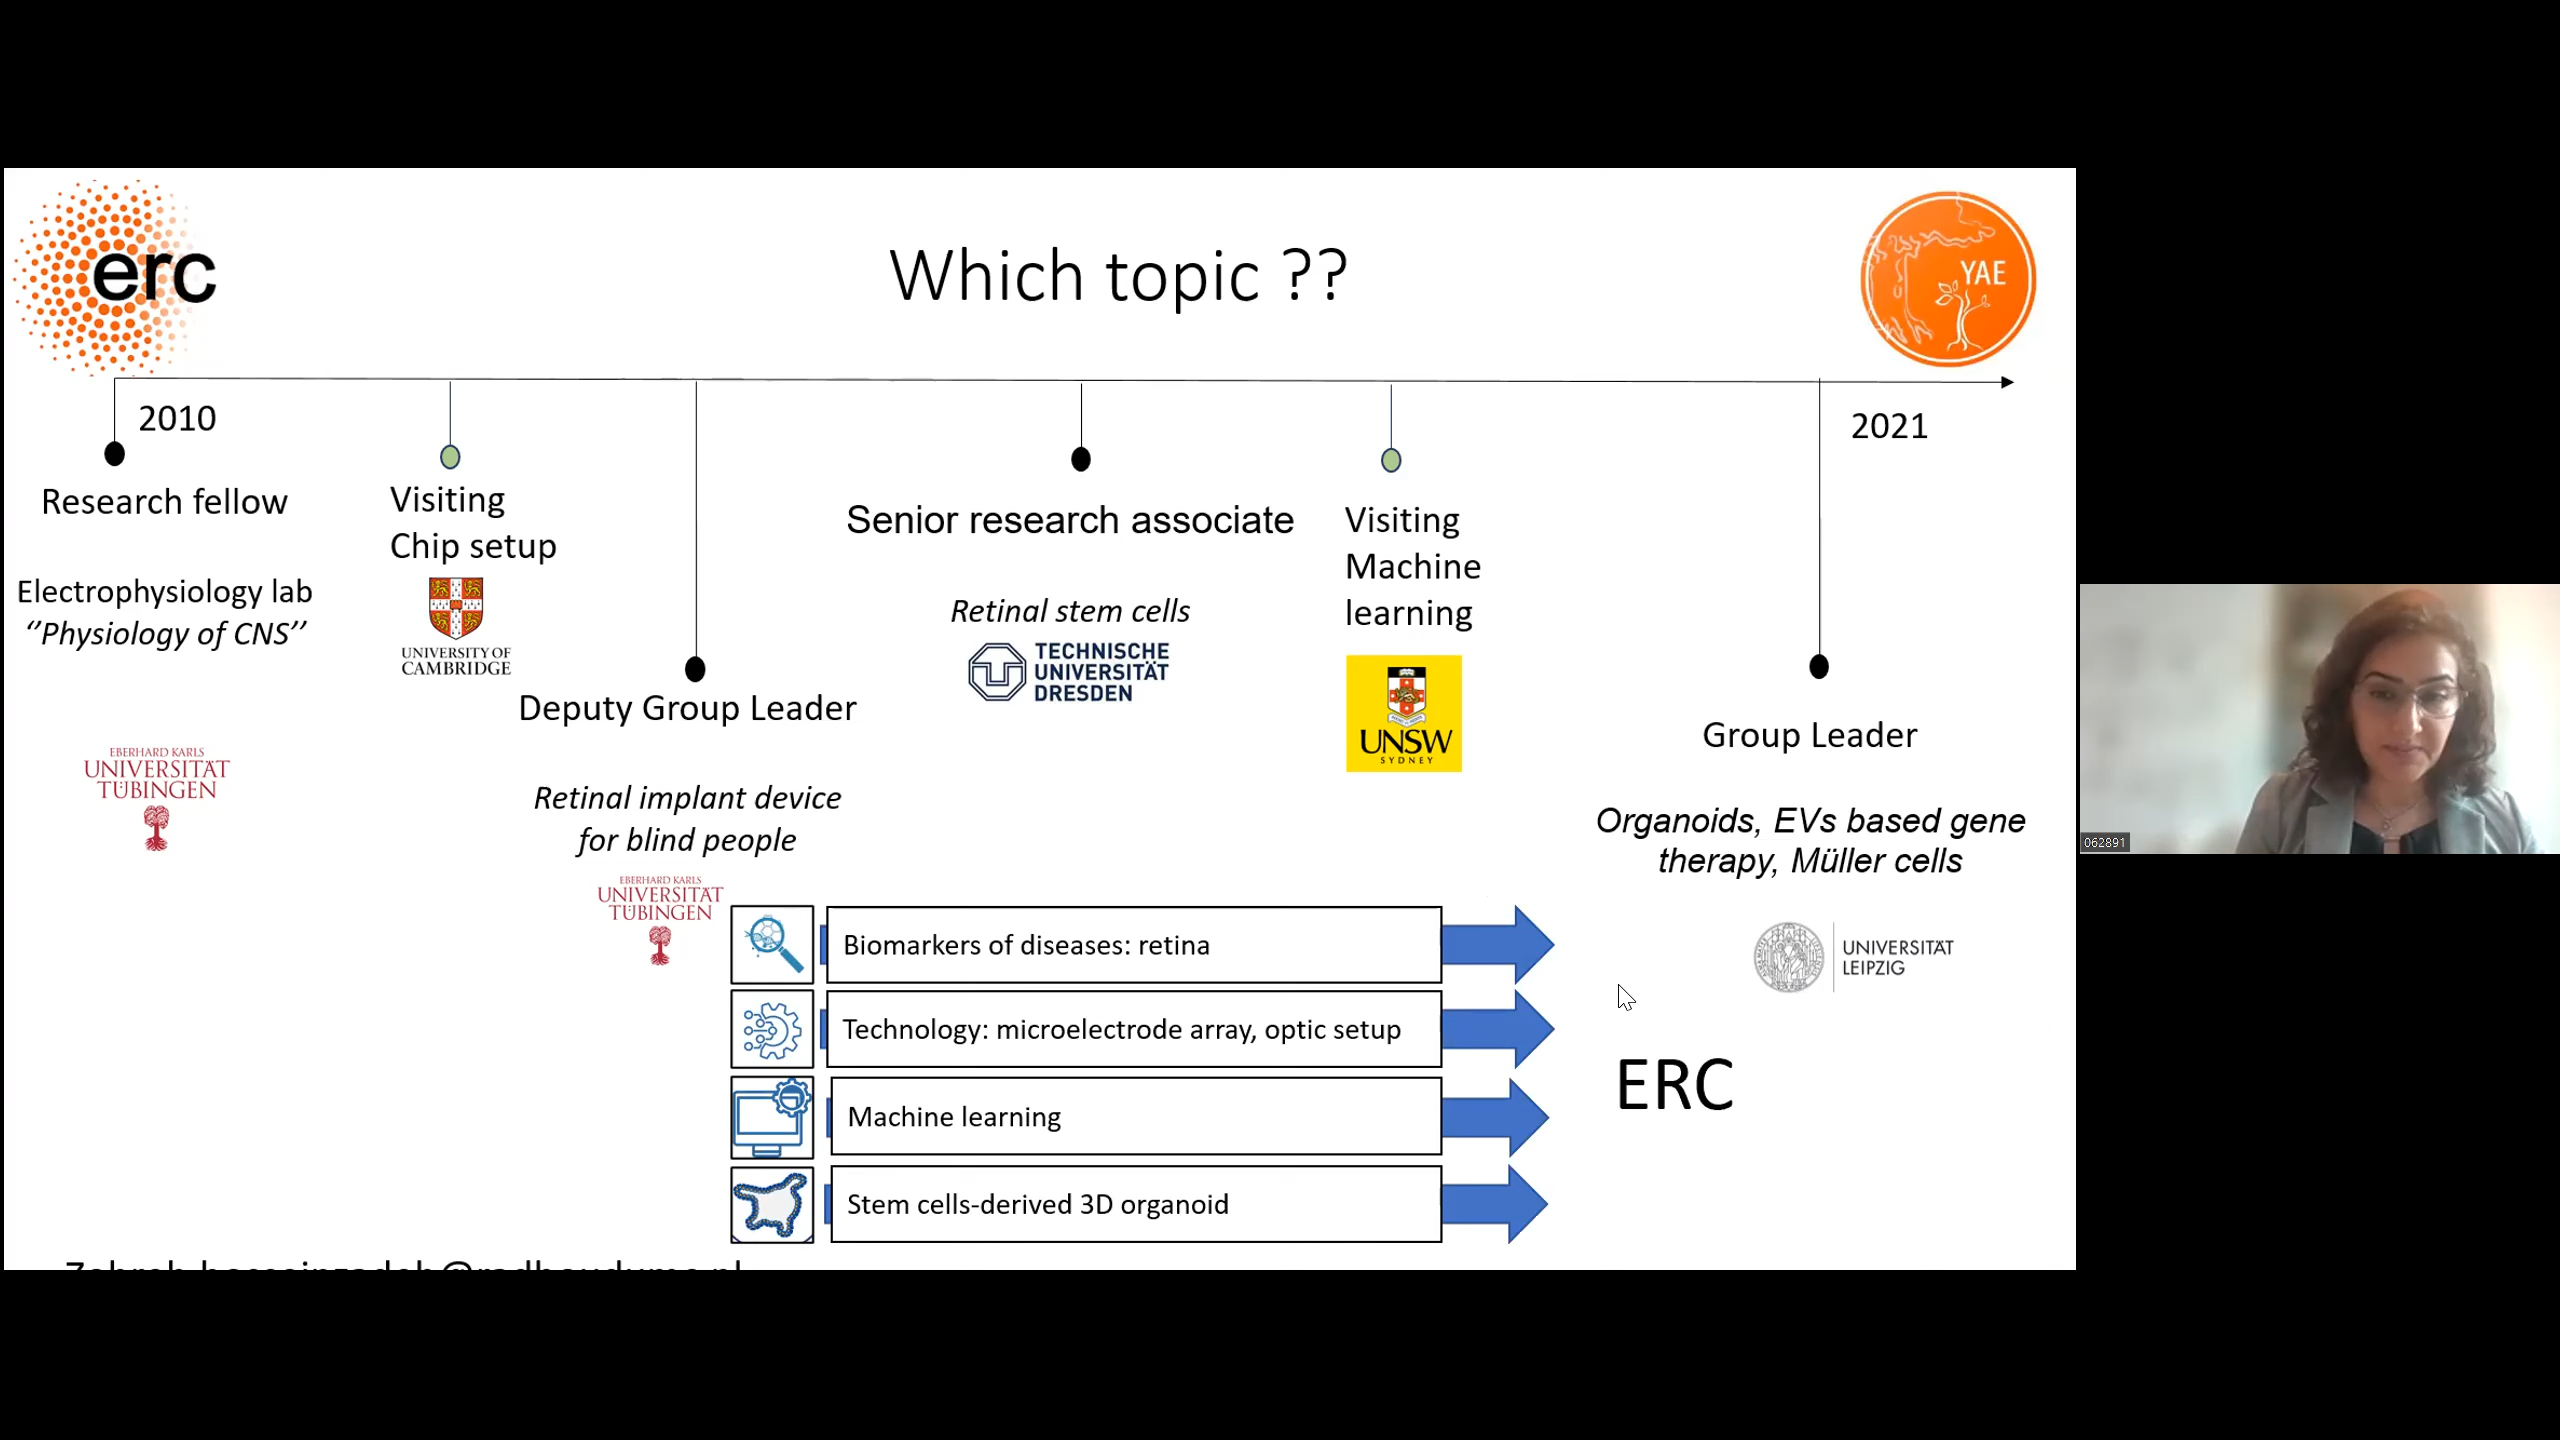 erc
Which topic ??
YAE
2010
2021
Research fellow
Electrophysiology lab
‘’Physiology of CNS’’
EBERHARD KARLS
UNIVERSITÄT
TÜBINGEN
Visiting
Chip setup
UNIVERSITY OF
CAMBRIDGE
Deputy Group Leader
Retinal implant device
for blind people
EBERHARD KARLS
UNIVERSITÄT
TÜBINGEN
Senior research associate
Retinal stem cells
TECHNISCHE
UNIVERSITÄT
DRESDEN
Visiting
Machine
learning
UNSW
SYDNEY
Group Leader
Organoids, EVs based gene
therapy, Müller cells
UNIVERSITÄT
LEIPZIG
Biomarkers of diseases: retina
Technology: microelectrode array, optic setup
Machine learning
Stem cells-derived 3D organoid
ERC
062891